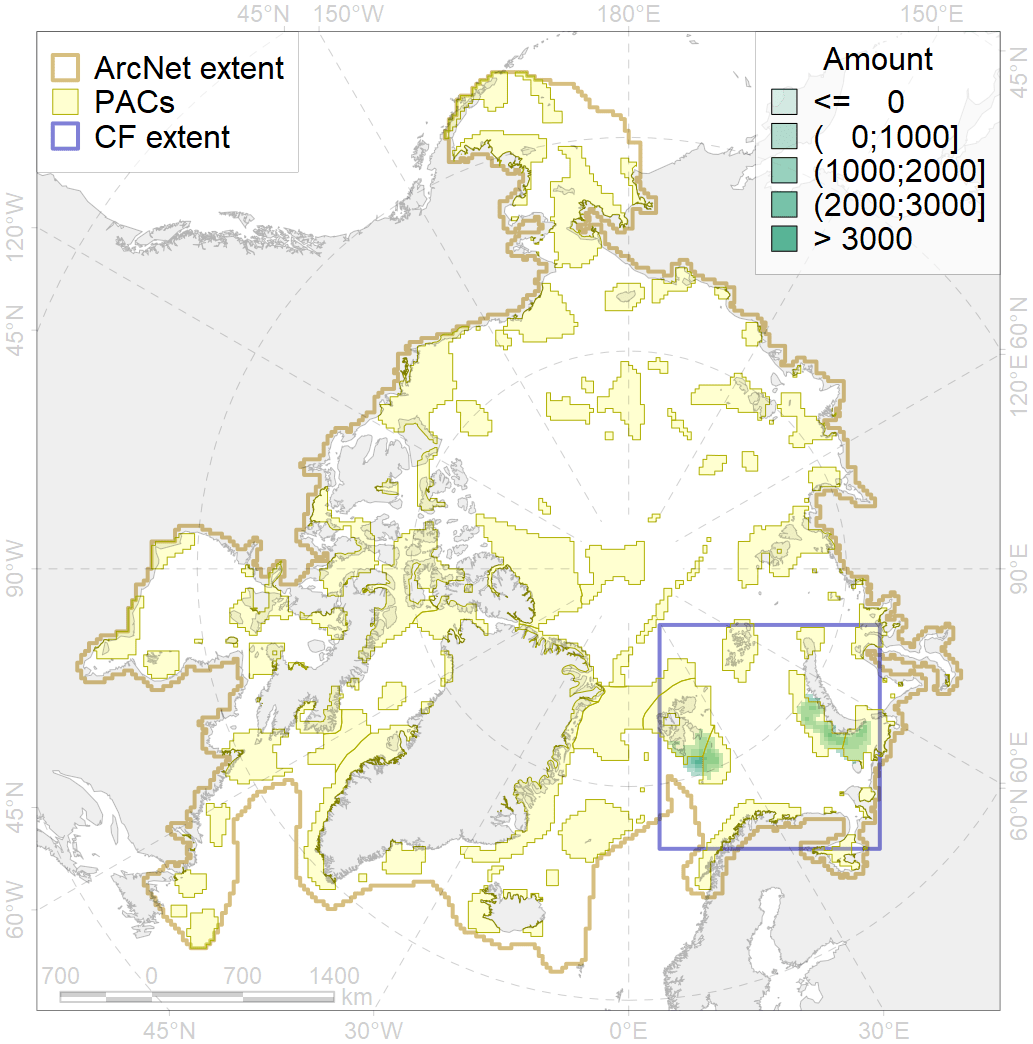 45°N 150°W 180°E 150°E
ArcNet extent
PACs
CF extent
Amount
<= 0
( 0;1000]
(1000;2000]
(2000;3000]
> 3000
45°N
120°W
60°N
45°N
120°E
90°W
90°E
60°E
45°N
60°N
60°W
700 0 700 1400
km
45°W 30°W 0°E 30°E